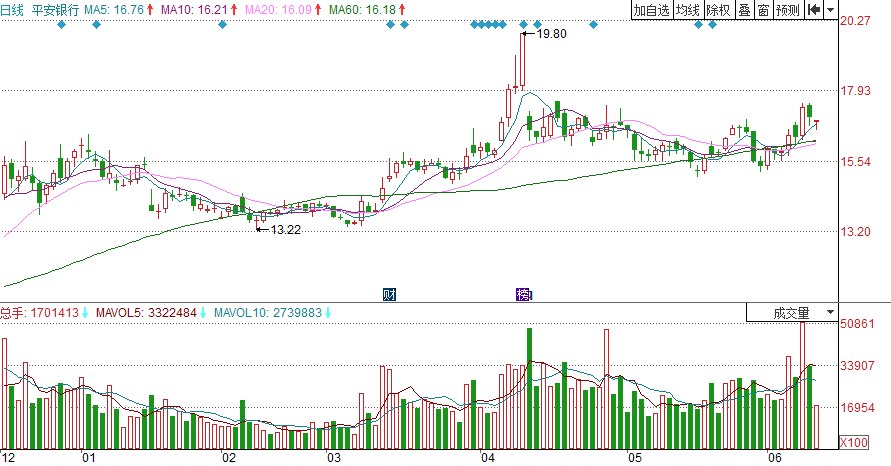 日线 平安银行 MA5: 16.76 MA10: 16.21 MA20: 16.09 MA60: 16.18
加自选 均线 除权 叠 窗 预测
20.27
19.80
17.93
15.54
13.22
13.20
财 榜
总手: 1701413 MAVOL5: 3322484 MAVOL10: 2739883
成交量
50861
33907
16954
X100
12 01 02 03 04 05 06